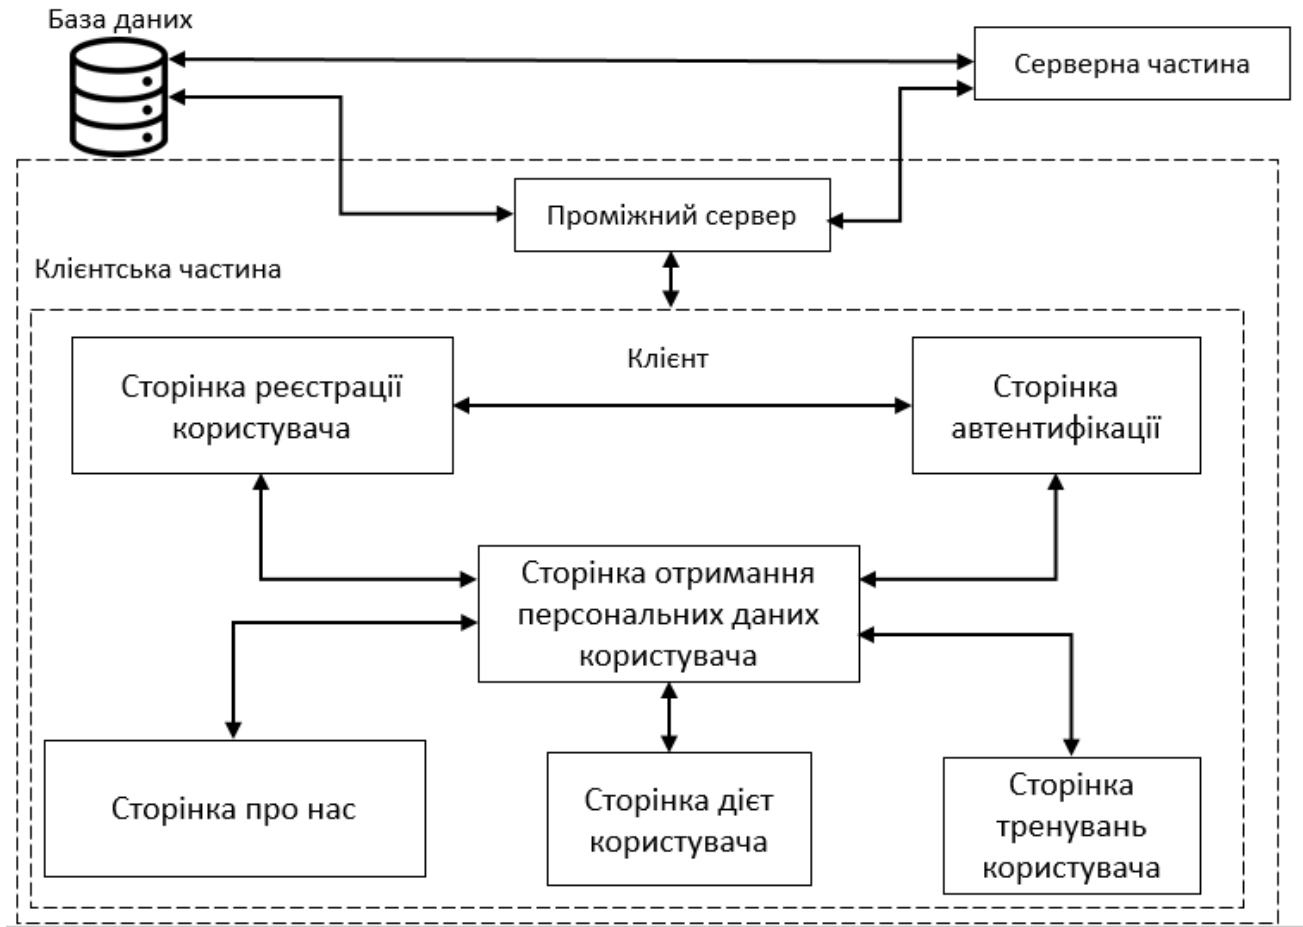 База даних
Серверна частина
Проміжний сервер
Клієнтська частина
Клієнт
Сторінка реєстрації
користувача
Сторінка
автентифікації
Сторінка отримання
персональних даних
користувача
Сторінка про нас
Сторінка дієт
користувача
Сторінка
тренувань
користувача